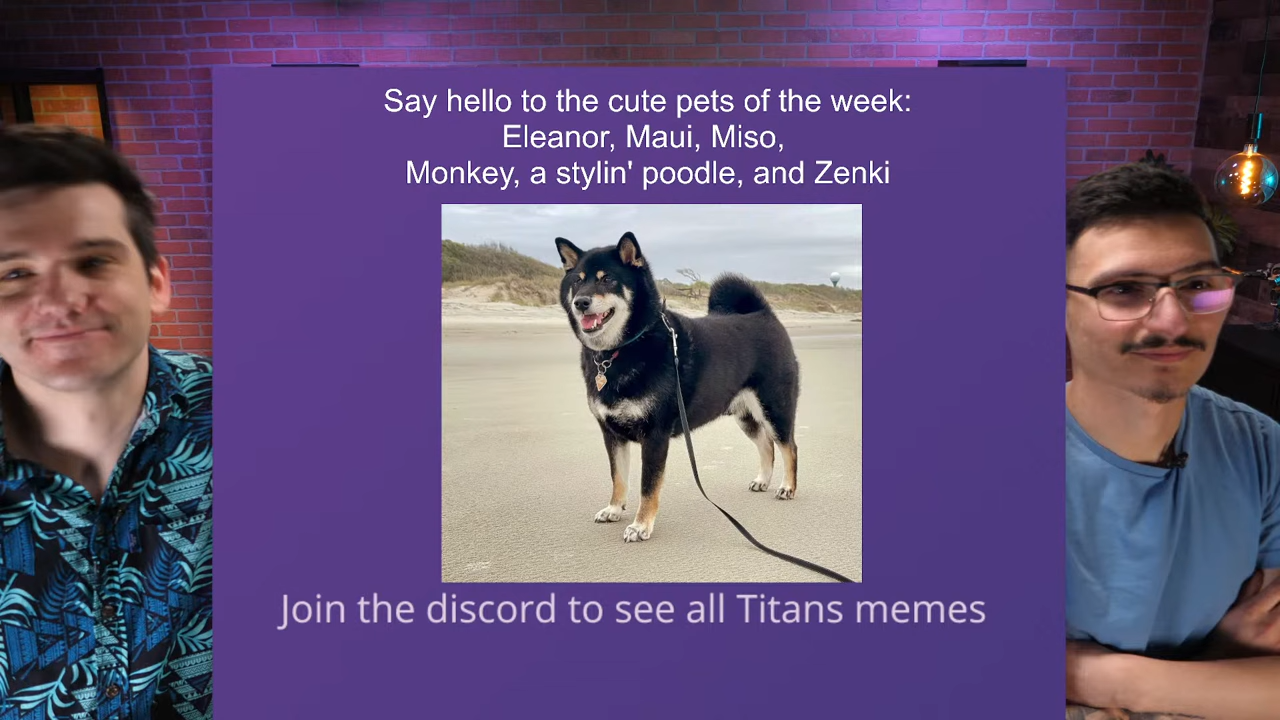 Say hello to the cute pets of the week:
Eleanor, Maui, Miso,
Monkey, a stylin' poodle, and Zenki
Join the discord to see all Titans memes